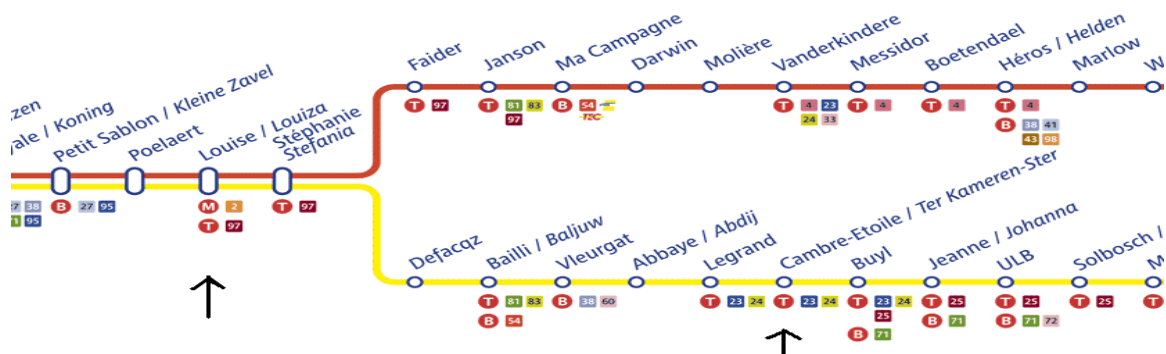 zen
ale / Koning
Petit Sablon / Kleine Zavel
Poelaert
Louise / Louiza
Stéphanie
Stefania
Faider
Janson
Ma Campagne
Darwin
Molière
Vanderkindere
Messidor
Boetendael
Héros / Helden
Marlow
W
T 97
T 81 83
97
B 54
TEC
T 4 23
24 33
T 4
T 4
T 4
B 38 41
43 98
27 38
71 95
B 27 95
M 2
T 97
T 97
Defacqz
Bailli / Baljuw
Vleurgat
Abbaye / Abdij
Legrand
Cambre-Etoile / Ter Kameren-Ster
Buyl
Jeanne / Johanna
ULB
Solbosch /
M
T 81 83
B 54
B 38 60
T 23 24
T 23 24
T 23 24
25
B 71
T 25
B 71
T 25
B 71 72
T 25
T